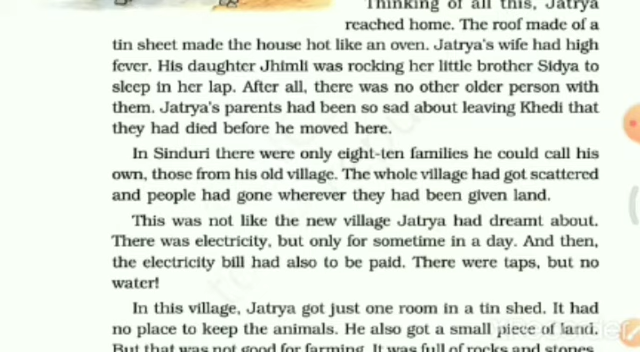 Thinking of all this, Jatrya
reached home. The roof made of a
tin sheet made the house hot like an oven. Jatrya's wife had high
fever. His daughter Jhimli was rocking her little brother Sidya to
sleep in her lap. After all, there was no other older person with
them. Jatrya's parents had been so sad about leaving Khedi that
they had died before he moved here.
In Sinduri there were only eight-ten families he could call his
own, those from his old village. The whole village had got scattered
and people had gone wherever they had been given land.
This was not like the new village Jatrya had dreamt about.
There was electricity, but only for sometime in a day. And then,
the electricity bill had also to be paid. There were taps, but no
water!
In this village, Jatrya got just one room in a tin shed. It had
no place to keep the animals. He also got a small piece of land.
But that was not good for farming. It was full of rocks and stones.